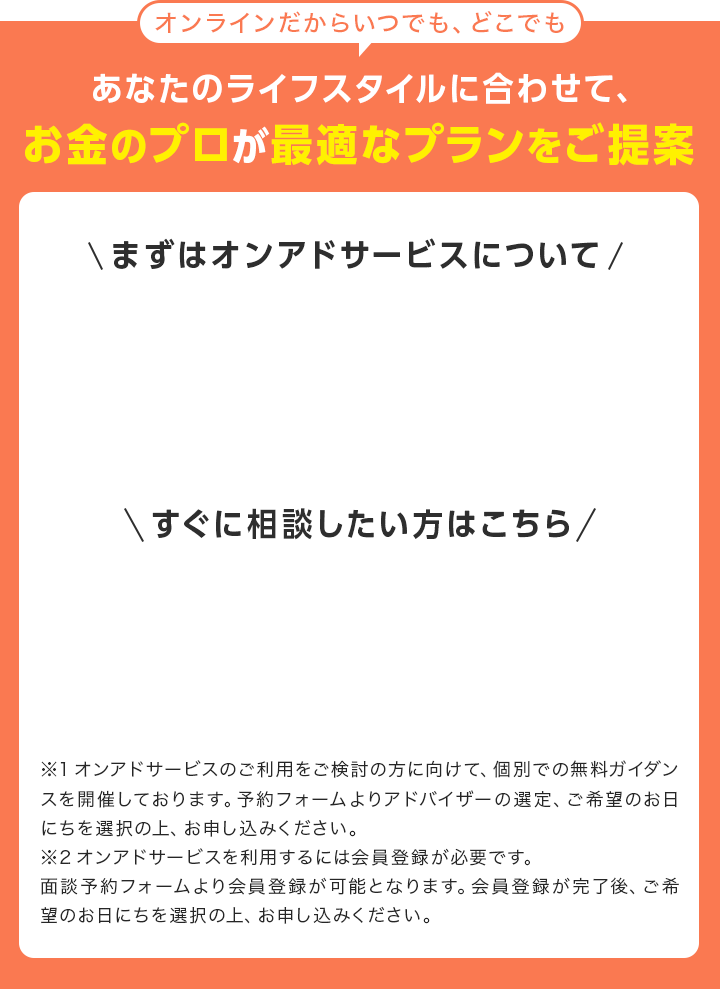 オンラインだからいつでも、どこでも
あなたのライフスタイルに合わせて、
お金のプロが最適なプランをご提案
\ まずはオンアドサービスについて /
\ すぐに相談したい方はこちら /
※1 オンアドサービスのご利用をご検討の方に向けて、個別での無料ガイダン
スを開催しております。予約フォームよりアドバイザーの選定、ご希望のお日
にちを選択の上、お申し込みください。
※2 オンアドサービスを利用するには会員登録が必要です。
面談予約フォームより会員登録が可能となります。会員登録が完了後、ご希
望のお日にちを選択の上、お申し込みください。